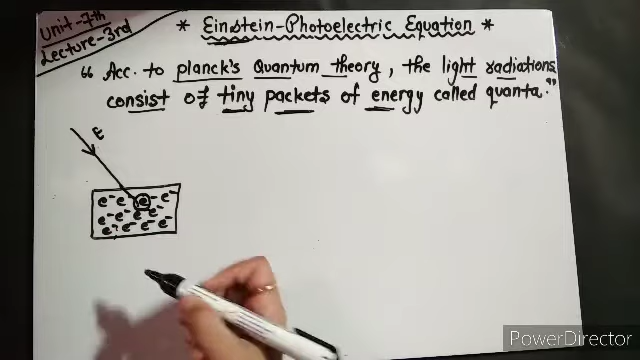 Unit-7th
Lecture-3rd
* Einstein-Photoelectric Equation *
“ Acc. to planck's Quantum theory, the light radiations
consist of tiny packets of energy called quanta.”
E
e⁻ e⁻ e⁻ e⁻
e⁻ e⁻ e⁻ e⁻
e⁻ e⁻ e⁻ e⁻
PowerDirector